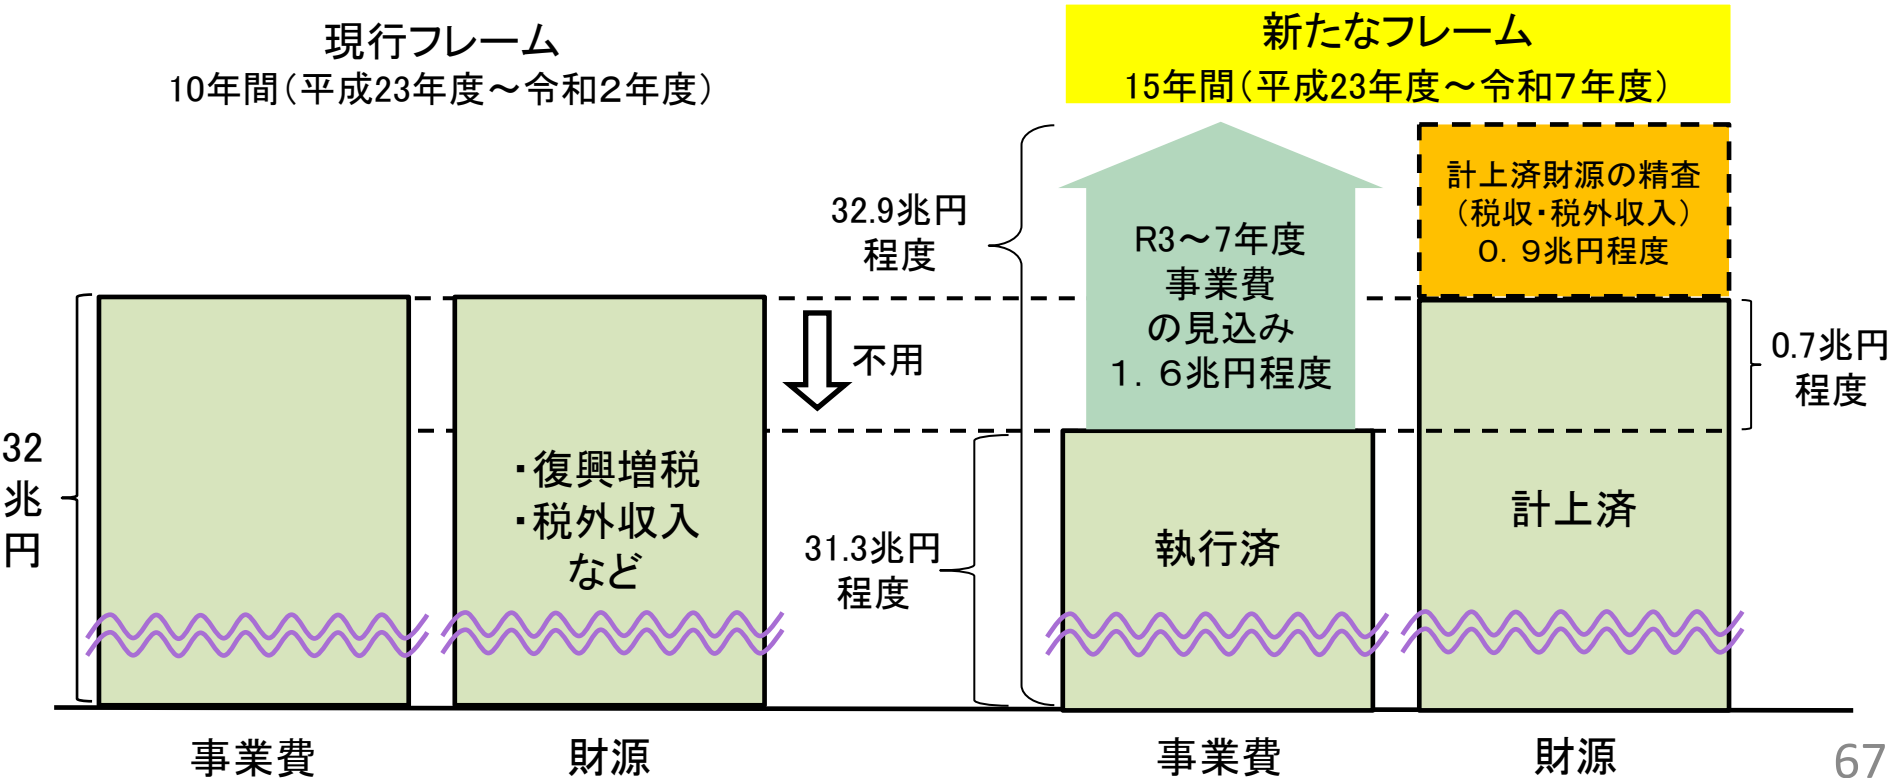 現行フレーム
10年間（平成23年度～令和２年度）
32
兆
円
・復興増税
・税外収入
など
事業費
財源
不用
新たなフレーム
15年間（平成23年度～令和７年度）
32.9兆円
程度
31.3兆円
程度
R3～7年度
事業費
の見込み
１．６兆円程度
執行済
計上済財源の精査
（税収・税外収入）
０．９兆円程度
計上済
0.7兆円
程度
事業費
財源
67